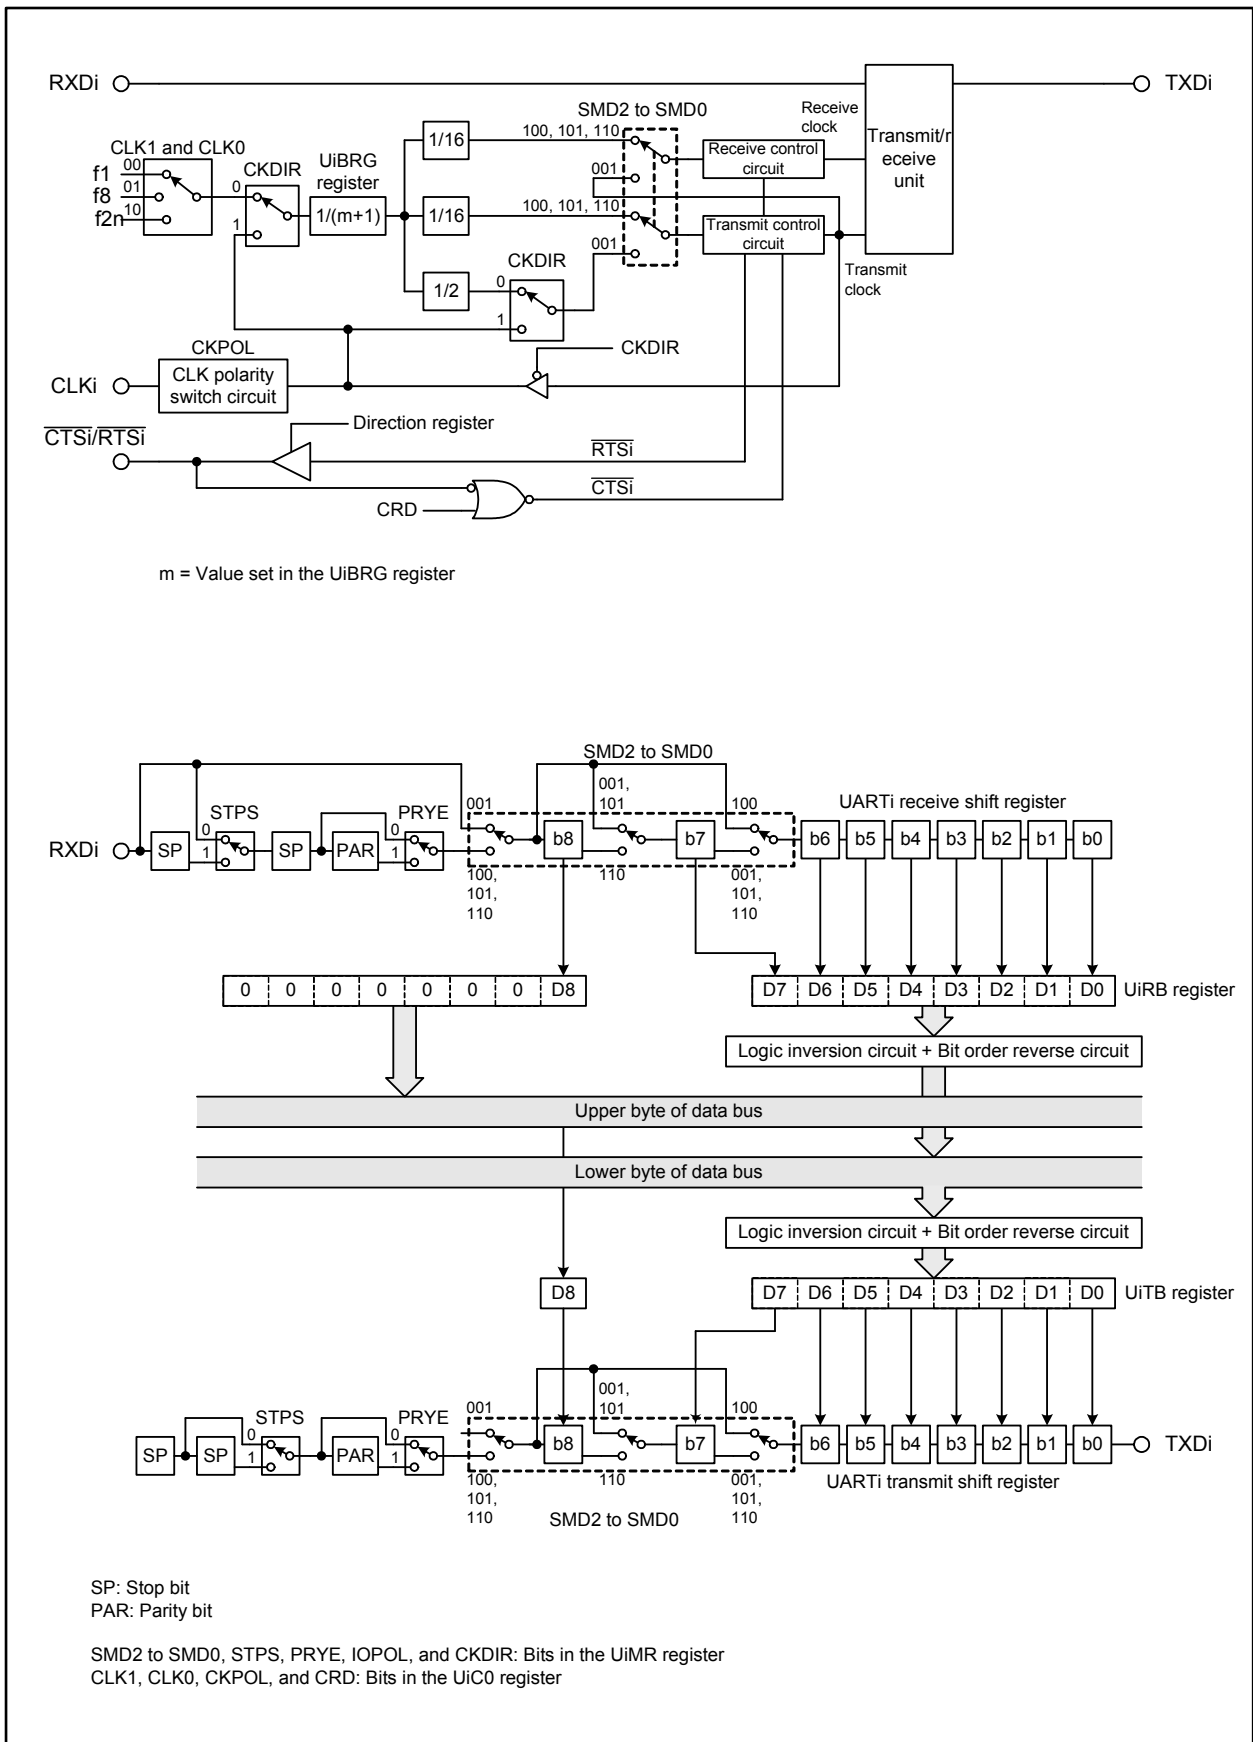 RXDi
TXDi
SMD2 to SMD0
Receive
clock
Transmit/r
eceive
unit
100, 101, 110
1/16
Receive control
circuit
CLK1 and CLK0
00
f1
01
f8
10
f2n
CKDIR
0
1
UiBRG
register
1/(m+1)
001
1/16
100, 101, 110
Transmit control
circuit
001
CKDIR
1/2
0
1
Transmit
clock
CKPOL
CKDIR
CLKi
CLK polarity
switch circuit
CTSi/RTSi
Direction register
RTSi
CTSi
CRD
m = Value set in the UiBRG register
SMD2 to SMD0
001
001,
101
100
UARTi receive shift register
STPS
PRYE
RXDi
SP
0
1
SP
PAR
0
1
b8
b7
b6
b5
b4
b3
b2
b1
b0
100,
101,
110
110
001,
101,
110
0 0 0 0 0 0 0 D8
D7 D6 D5 D4 D3 D2 D1 D0
UiRB register
Logic inversion circuit + Bit order reverse circuit
Upper byte of data bus
Lower byte of data bus
Logic inversion circuit + Bit order reverse circuit
D8
D7 D6 D5 D4 D3 D2 D1 D0
UiTB register
001
001,
101
100
STPS
PRYE
SP
SP
0
1
PAR
0
1
b8
b7
b6
b5
b4
b3
b2
b1
b0
TXDi
100,
101,
110
110
001,
101,
110
UARTi transmit shift register
SMD2 to SMD0
SP: Stop bit
PAR: Parity bit
SMD2 to SMD0, STPS, PRYE, IOPOL, and CKDIR: Bits in the UiMR register
CLK1, CLK0, CKPOL, and CRD: Bits in the UiC0 register